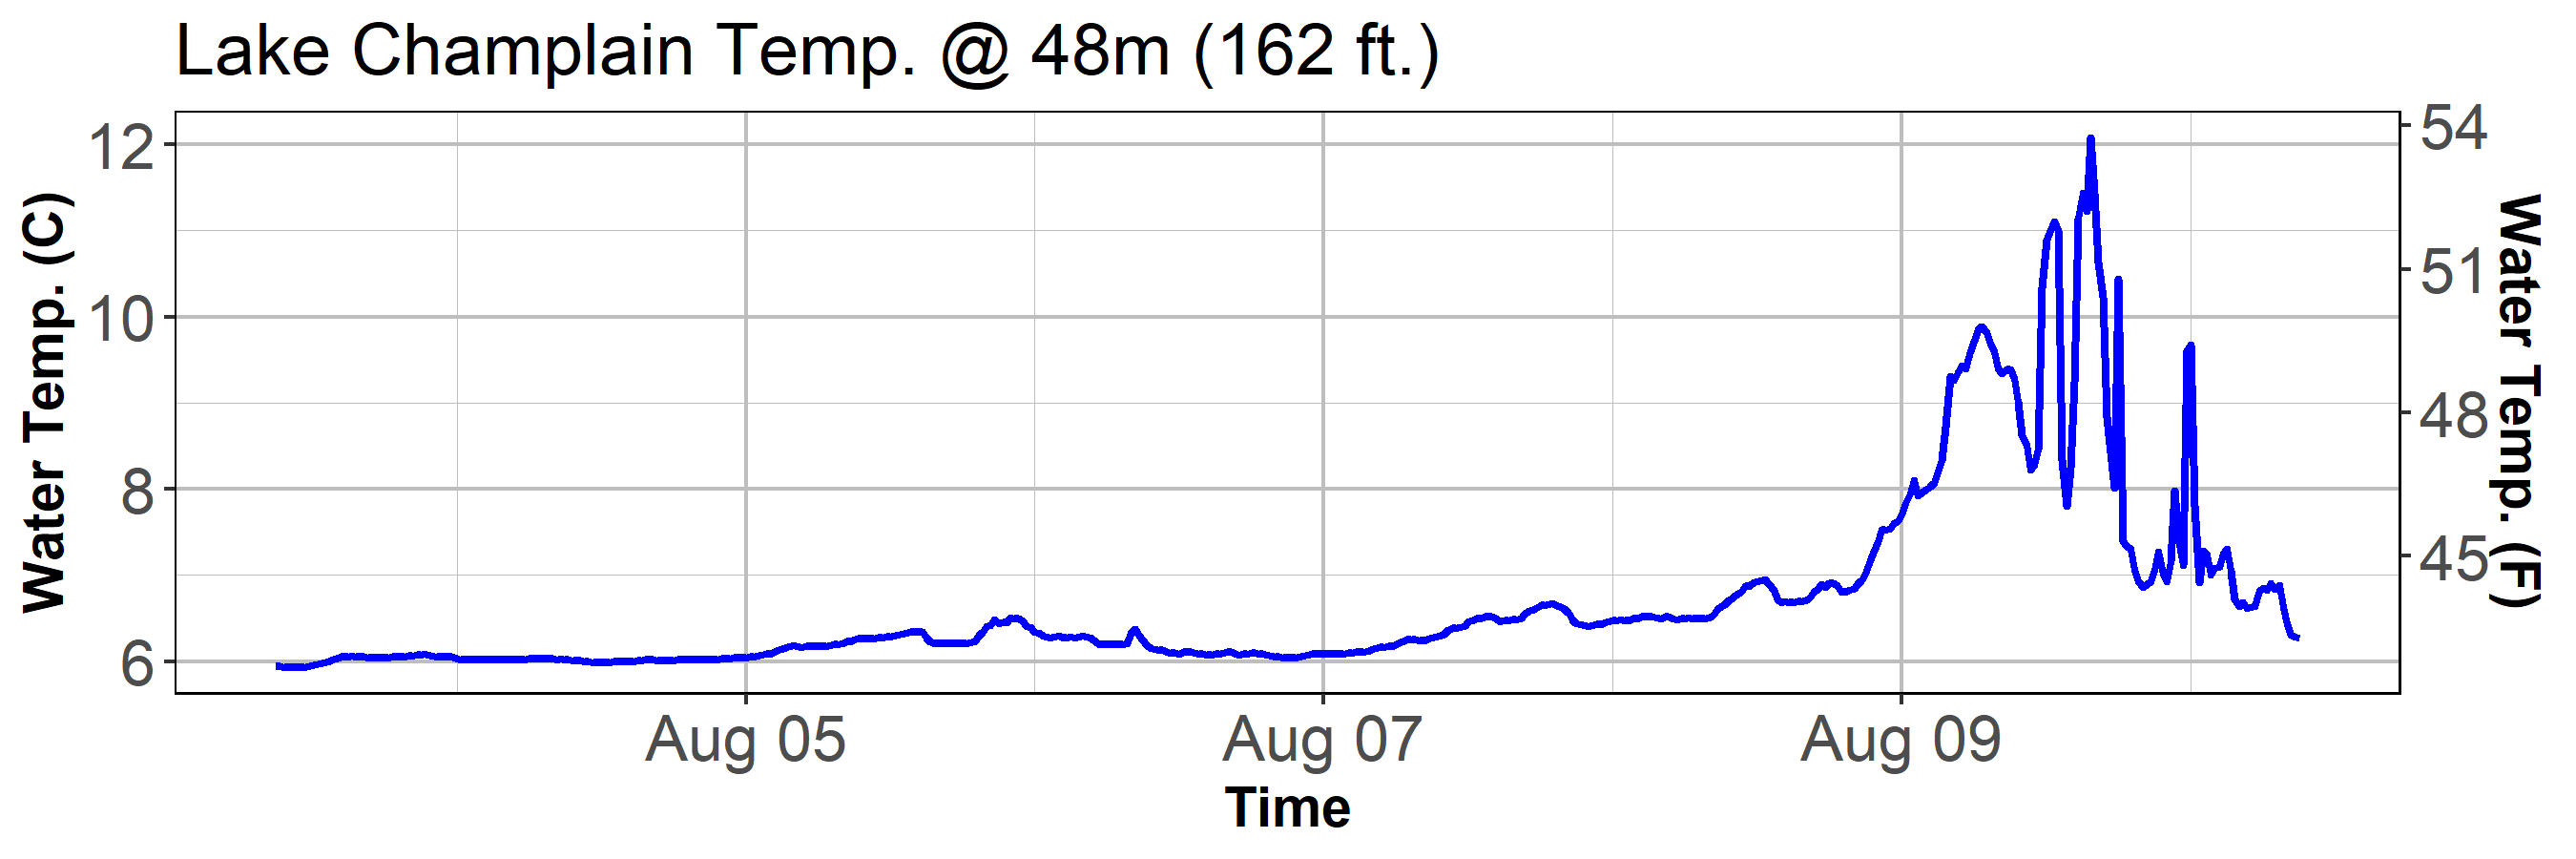 Lake Champlain Temp. @ 48m (162 ft.)
12
10
8
6
Water Temp. (C)
54
51
48
45
Water Temp. (F)
Aug 05
Aug 07
Aug 09
Time